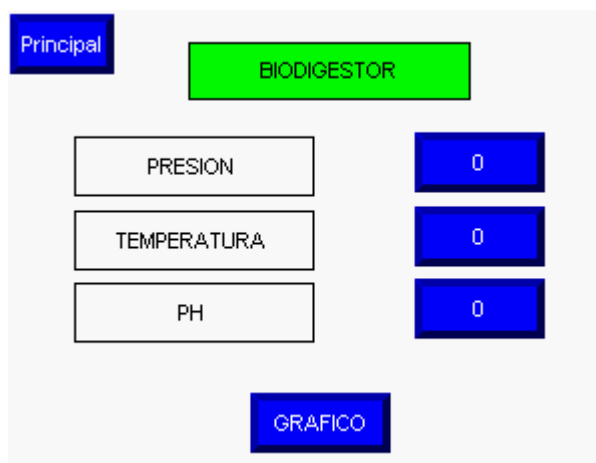 Principal
BIODIGESTOR
PRESION 0
TEMPERATURA 0
PH 0
GRAFICO